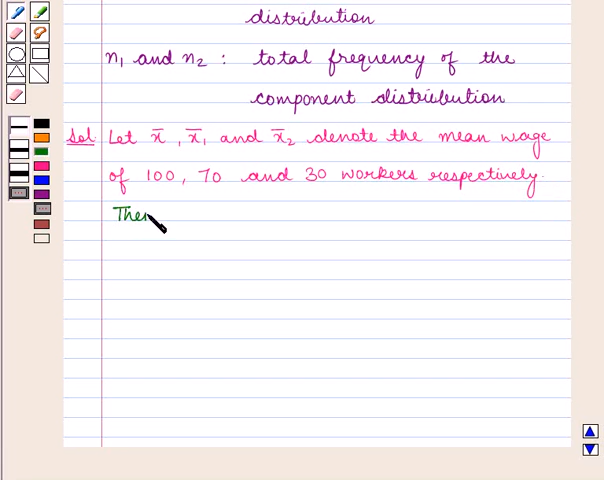 distribution
n₁ and n₂ : total frequency of the
component distribution
Sol Let x̄ , x̄₁ and x̄₂ denote the mean wage
of 100, 70 and 30 workers respectively.
Then